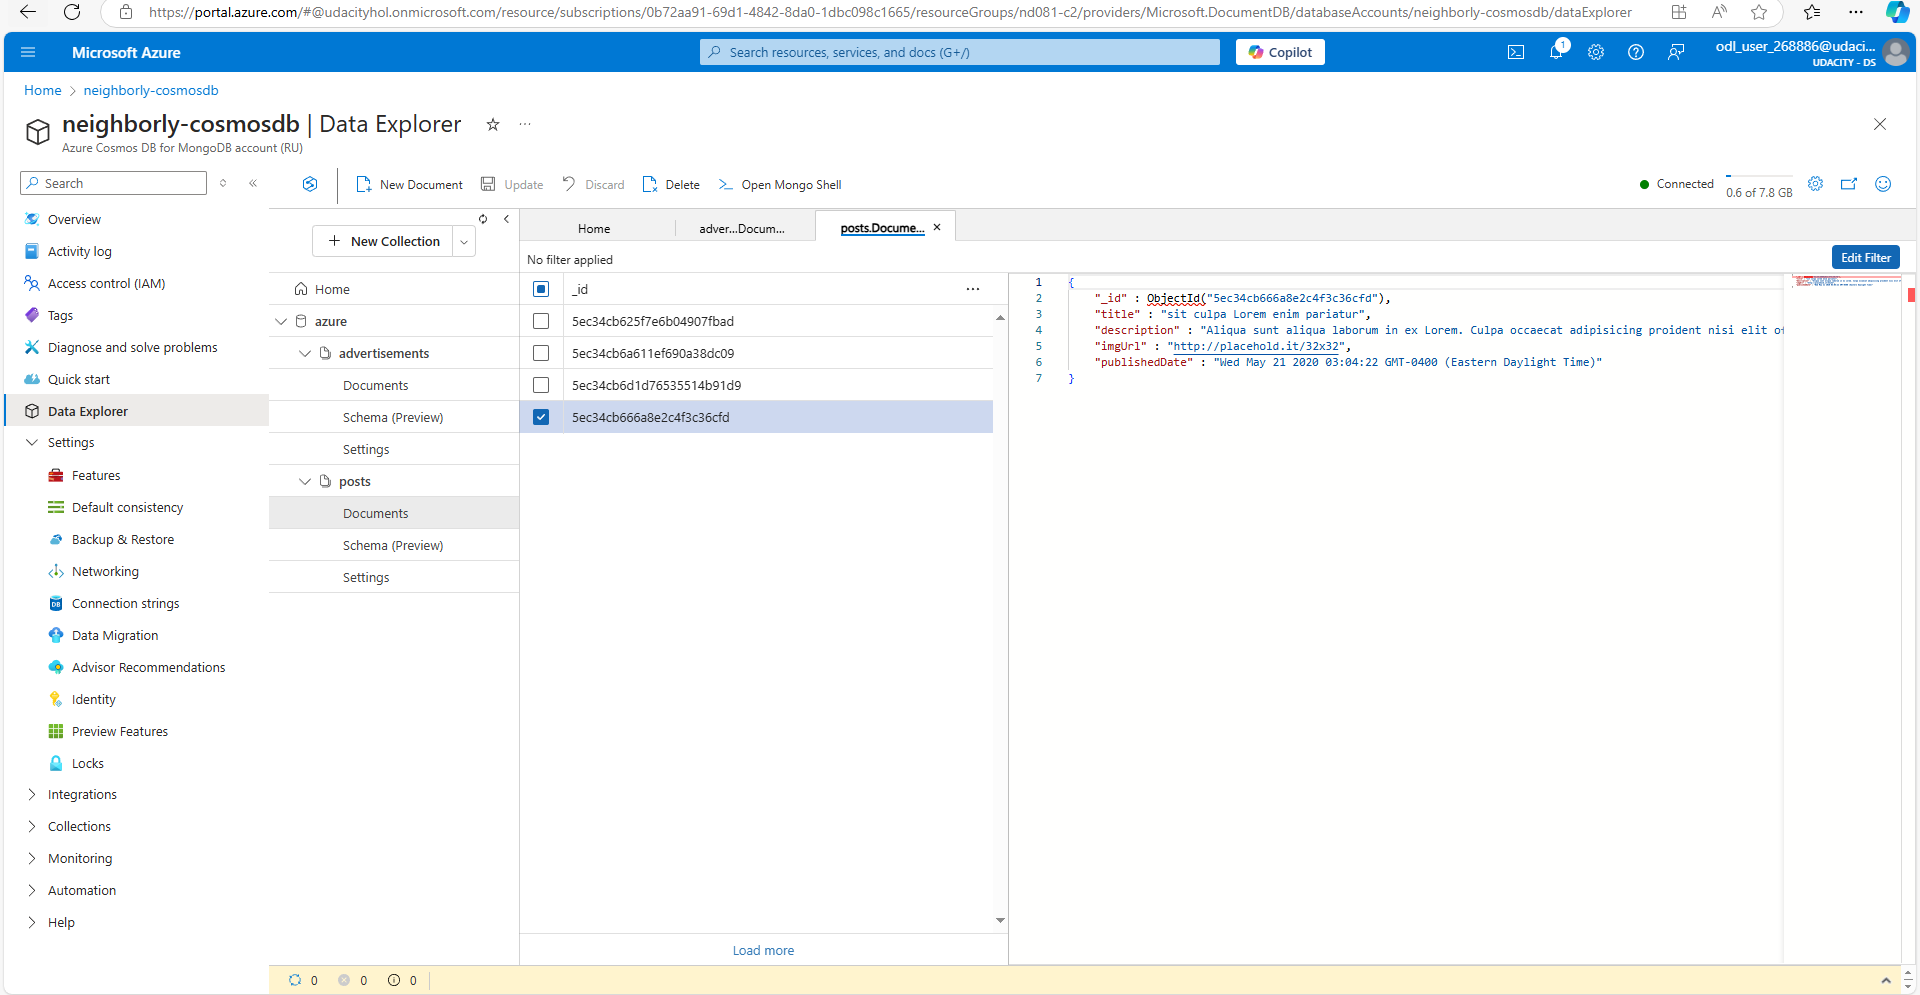 https://portal.azure.com/#@udacityhol.onmicrosoft.com/resource/subscriptions/0b72aa91-69d1-4842-8da0-1dbc098c1665/resourceGroups/nd081-c2/providers/Microsoft.DocumentDB/databaseAccounts/neighborly-cosmosdb/dataExplorer
Microsoft Azure
Search resources, services, and docs (G+/)
Copilot
1
odl_user_268886@udaci...
UDACITY - DS
Home > neighborly-cosmosdb
neighborly-cosmosdb | Data Explorer
Azure Cosmos DB for MongoDB account (RU)
Search
Overview
Activity log
Access control (IAM)
Tags
Diagnose and solve problems
Quick start
Data Explorer
Settings
Features
Default consistency
Backup & Restore
Networking
Connection strings
Data Migration
Advisor Recommendations
Identity
Preview Features
Locks
Integrations
Collections
Monitoring
Automation
Help
New Document
Update
Discard
Delete
Open Mongo Shell
Connected
0.6 of 7.8 GB
New Collection
Home
azure
advertisements
Documents
Schema (Preview)
Settings
posts
Documents
Schema (Preview)
Settings
Home
adver...Docum...
posts.Docume...
No filter applied
Edit Filter
_id
5ec34cb625f7e6b04907fbad
5ec34cb6a611ef690a38dc09
5ec34cb6d1d76535514b91d9
5ec34cb666a8e2c4f3c36cfd
Load more
1 {
2 "_id" : ObjectId("5ec34cb666a8e2c4f3c36cfd"),
3 "title" : "sit culpa Lorem enim pariatur",
4 "description" : "Aliqua sunt aliqua laborum in ex Lorem. Culpa occaecat adipisicing proident nisi elit of
5 "imgUrl" : "http://placehold.it/32x32",
6 "publishedDate" : "Wed May 21 2020 03:04:22 GMT-0400 (Eastern Daylight Time)"
7 }
0 0 0